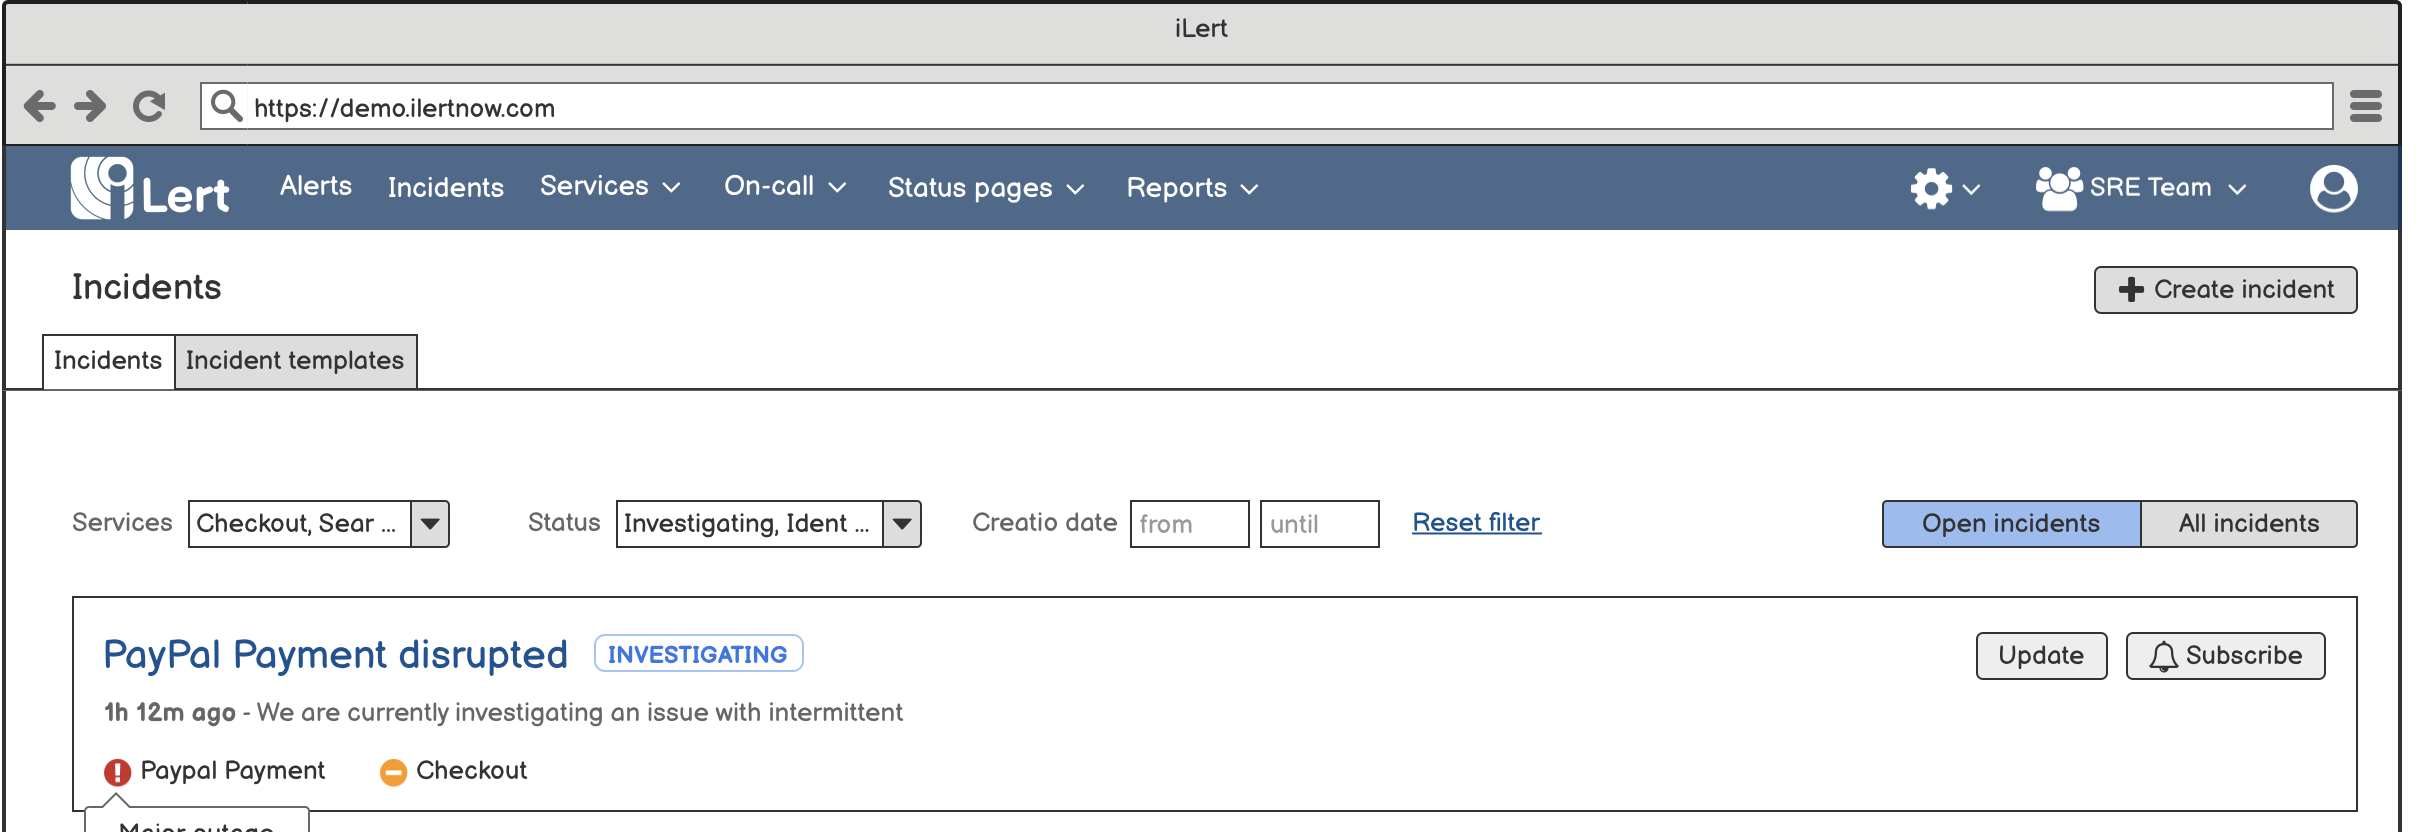 iLert
https://demo.ilertnow.com
iLert Alerts Incidents Services On-call Status pages Reports SRE Team
Incidents
Create incident
Incidents Incident templates
Services Checkout, Sear ... Status Investigating, Ident ... Creatio date from until Reset filter Open incidents All incidents
PayPal Payment disrupted INVESTIGATING Update Subscribe
1h 12m ago - We are currently investigating an issue with intermittent
Paypal Payment Checkout
Major outage